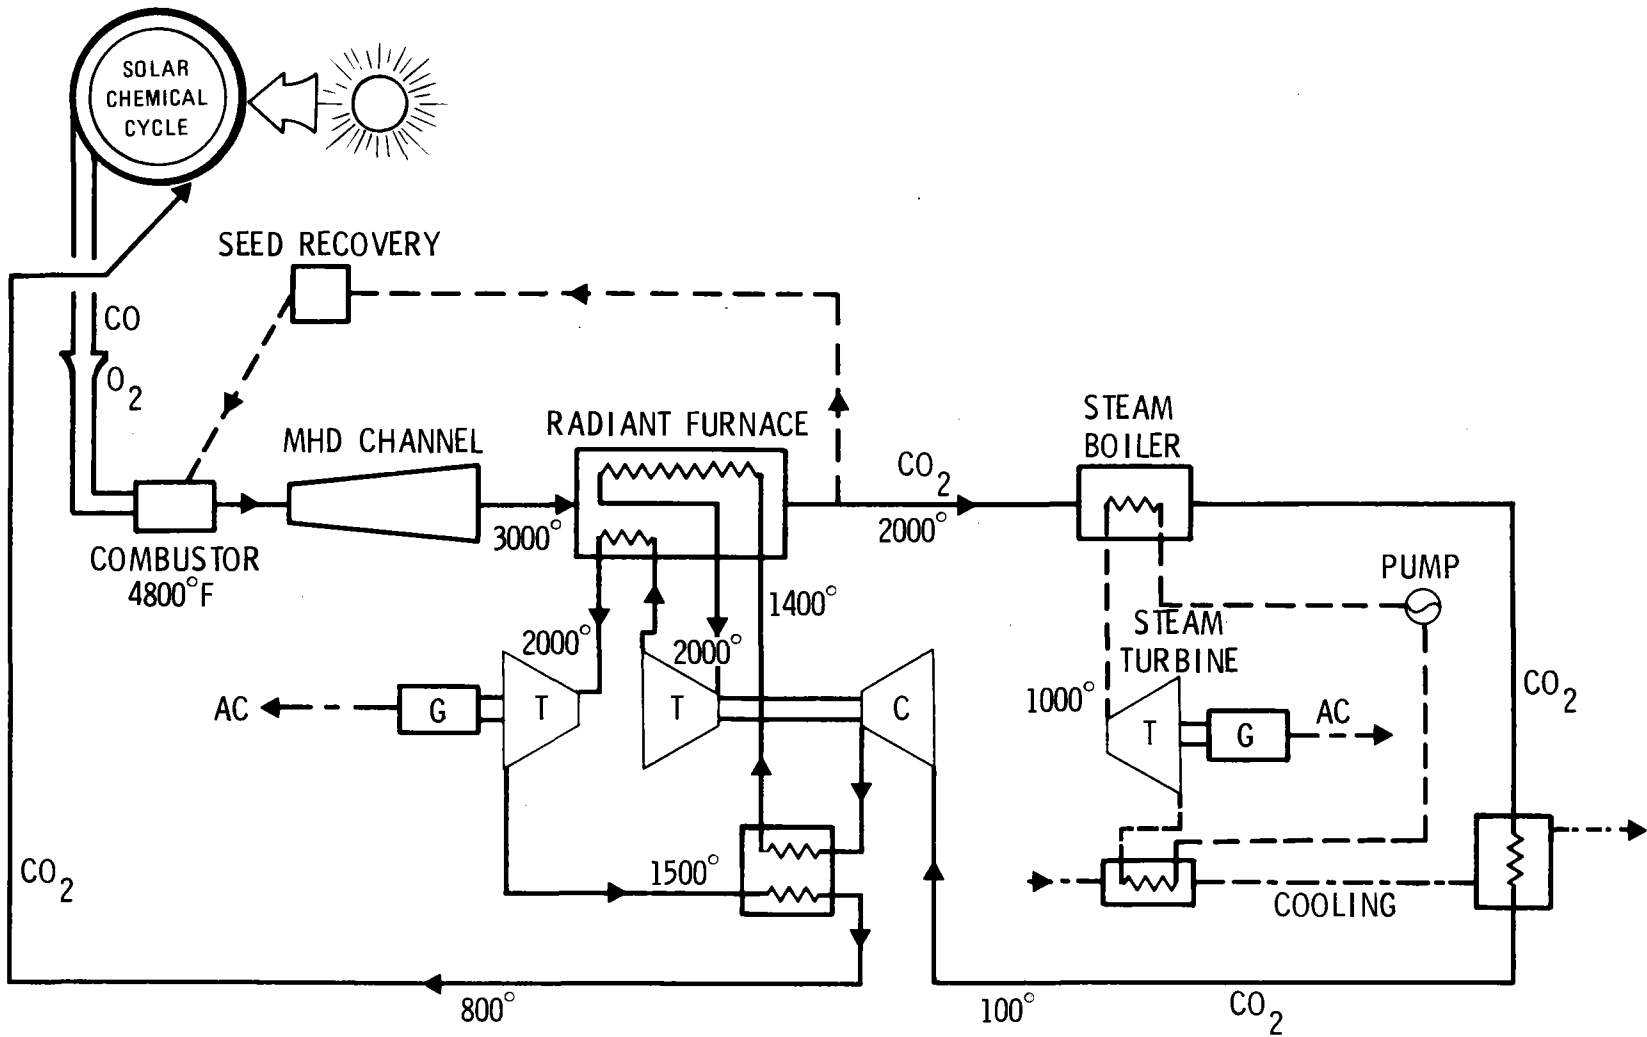 SOLAR
CHEMICAL
CYCLE
SEED RECOVERY
CO
O2
MHD CHANNEL
RADIANT FURNACE
STEAM
BOILER
CO2
2000°
3000°
COMBUSTOR
4800°F
1400°
PUMP
2000°
2000°
STEAM
TURBINE
1000°
AC
G
T
T
C
T
G
AC
CO2
1500°
CO2
COOLING
800°
100°
CO2